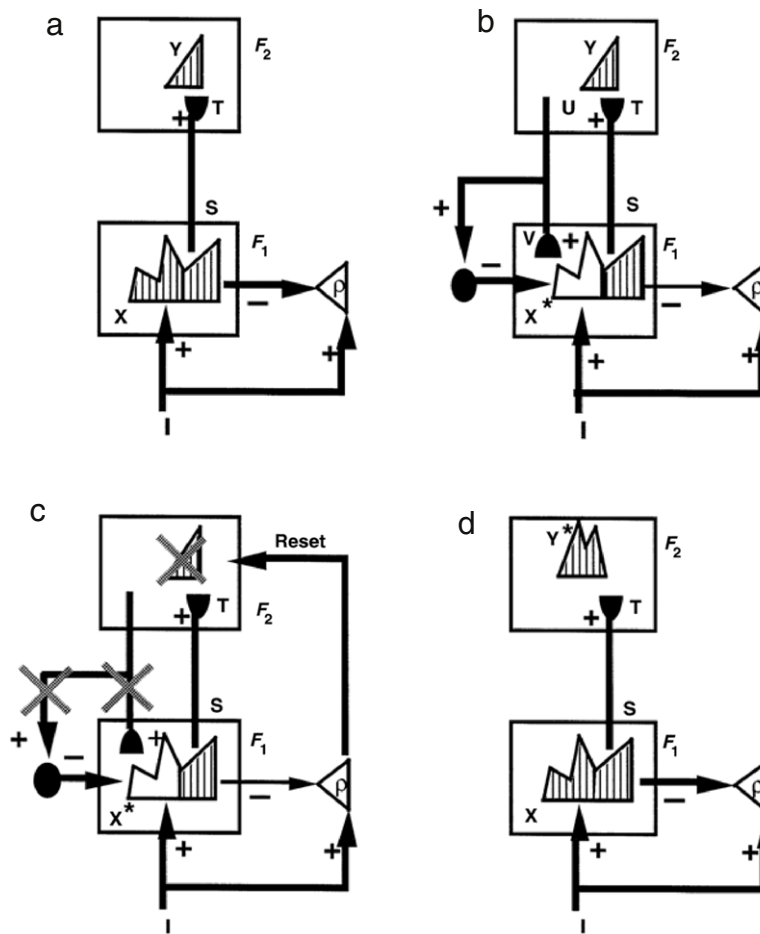 a
Y
F2
T
+
S
F1
ρ
−
X
+
+
I
b
Y
F2
U
T
+
+
S
V
+
F1
−
ρ
−
X*
+
+
I
c
Reset
T
+
F2
S
+
+
F1
−
ρ
−
X*
+
+
I
d
Y*
F2
T
+
S
F1
ρ
−
X
+
+
I